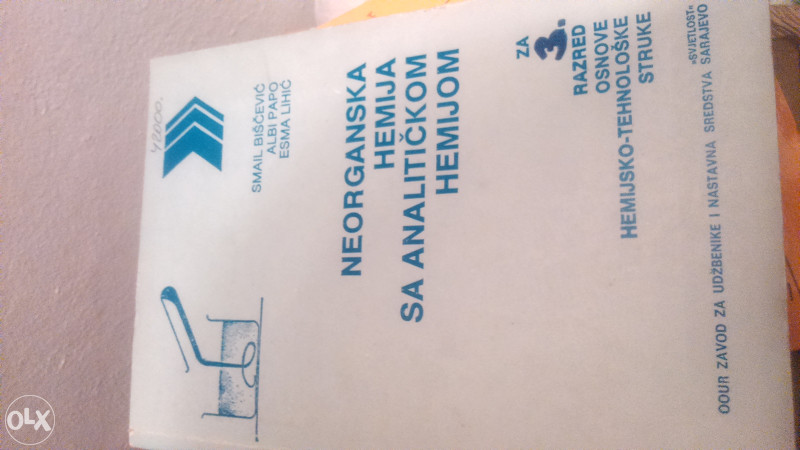 48000.
SMAIL BIŠČEVIĆ
ALBI PAPO
ESMA LIHIĆ
NEORGANSKA
HEMIJA
SA ANALITIČKOM
HEMIJOM
ZA
3.
RAZRED
OSNOVE
HEMIJSKO-TEHNOLOŠKE
STRUKE
»SVJETLOST«
OOUR ZAVOD ZA UDŽBENIKE I NASTAVNA SREDSTVA SARAJEVO
OLX